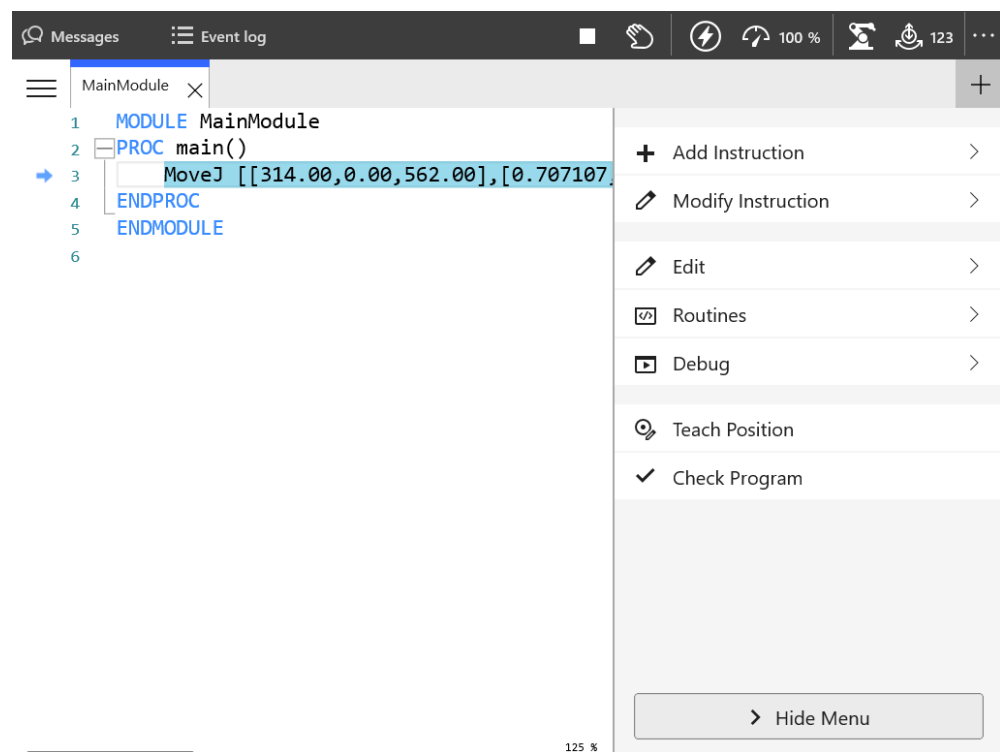 Messages Event log 100 % 123 ...
MainModule
1 MODULE MainModule
2 PROC main()
3 MoveJ [[314.00,0.00,562.00],[0.707107,
4 ENDPROC
5 ENDMODULE
6
Add Instruction
Modify Instruction
Edit
Routines
Debug
Teach Position
Check Program
Hide Menu
125 %